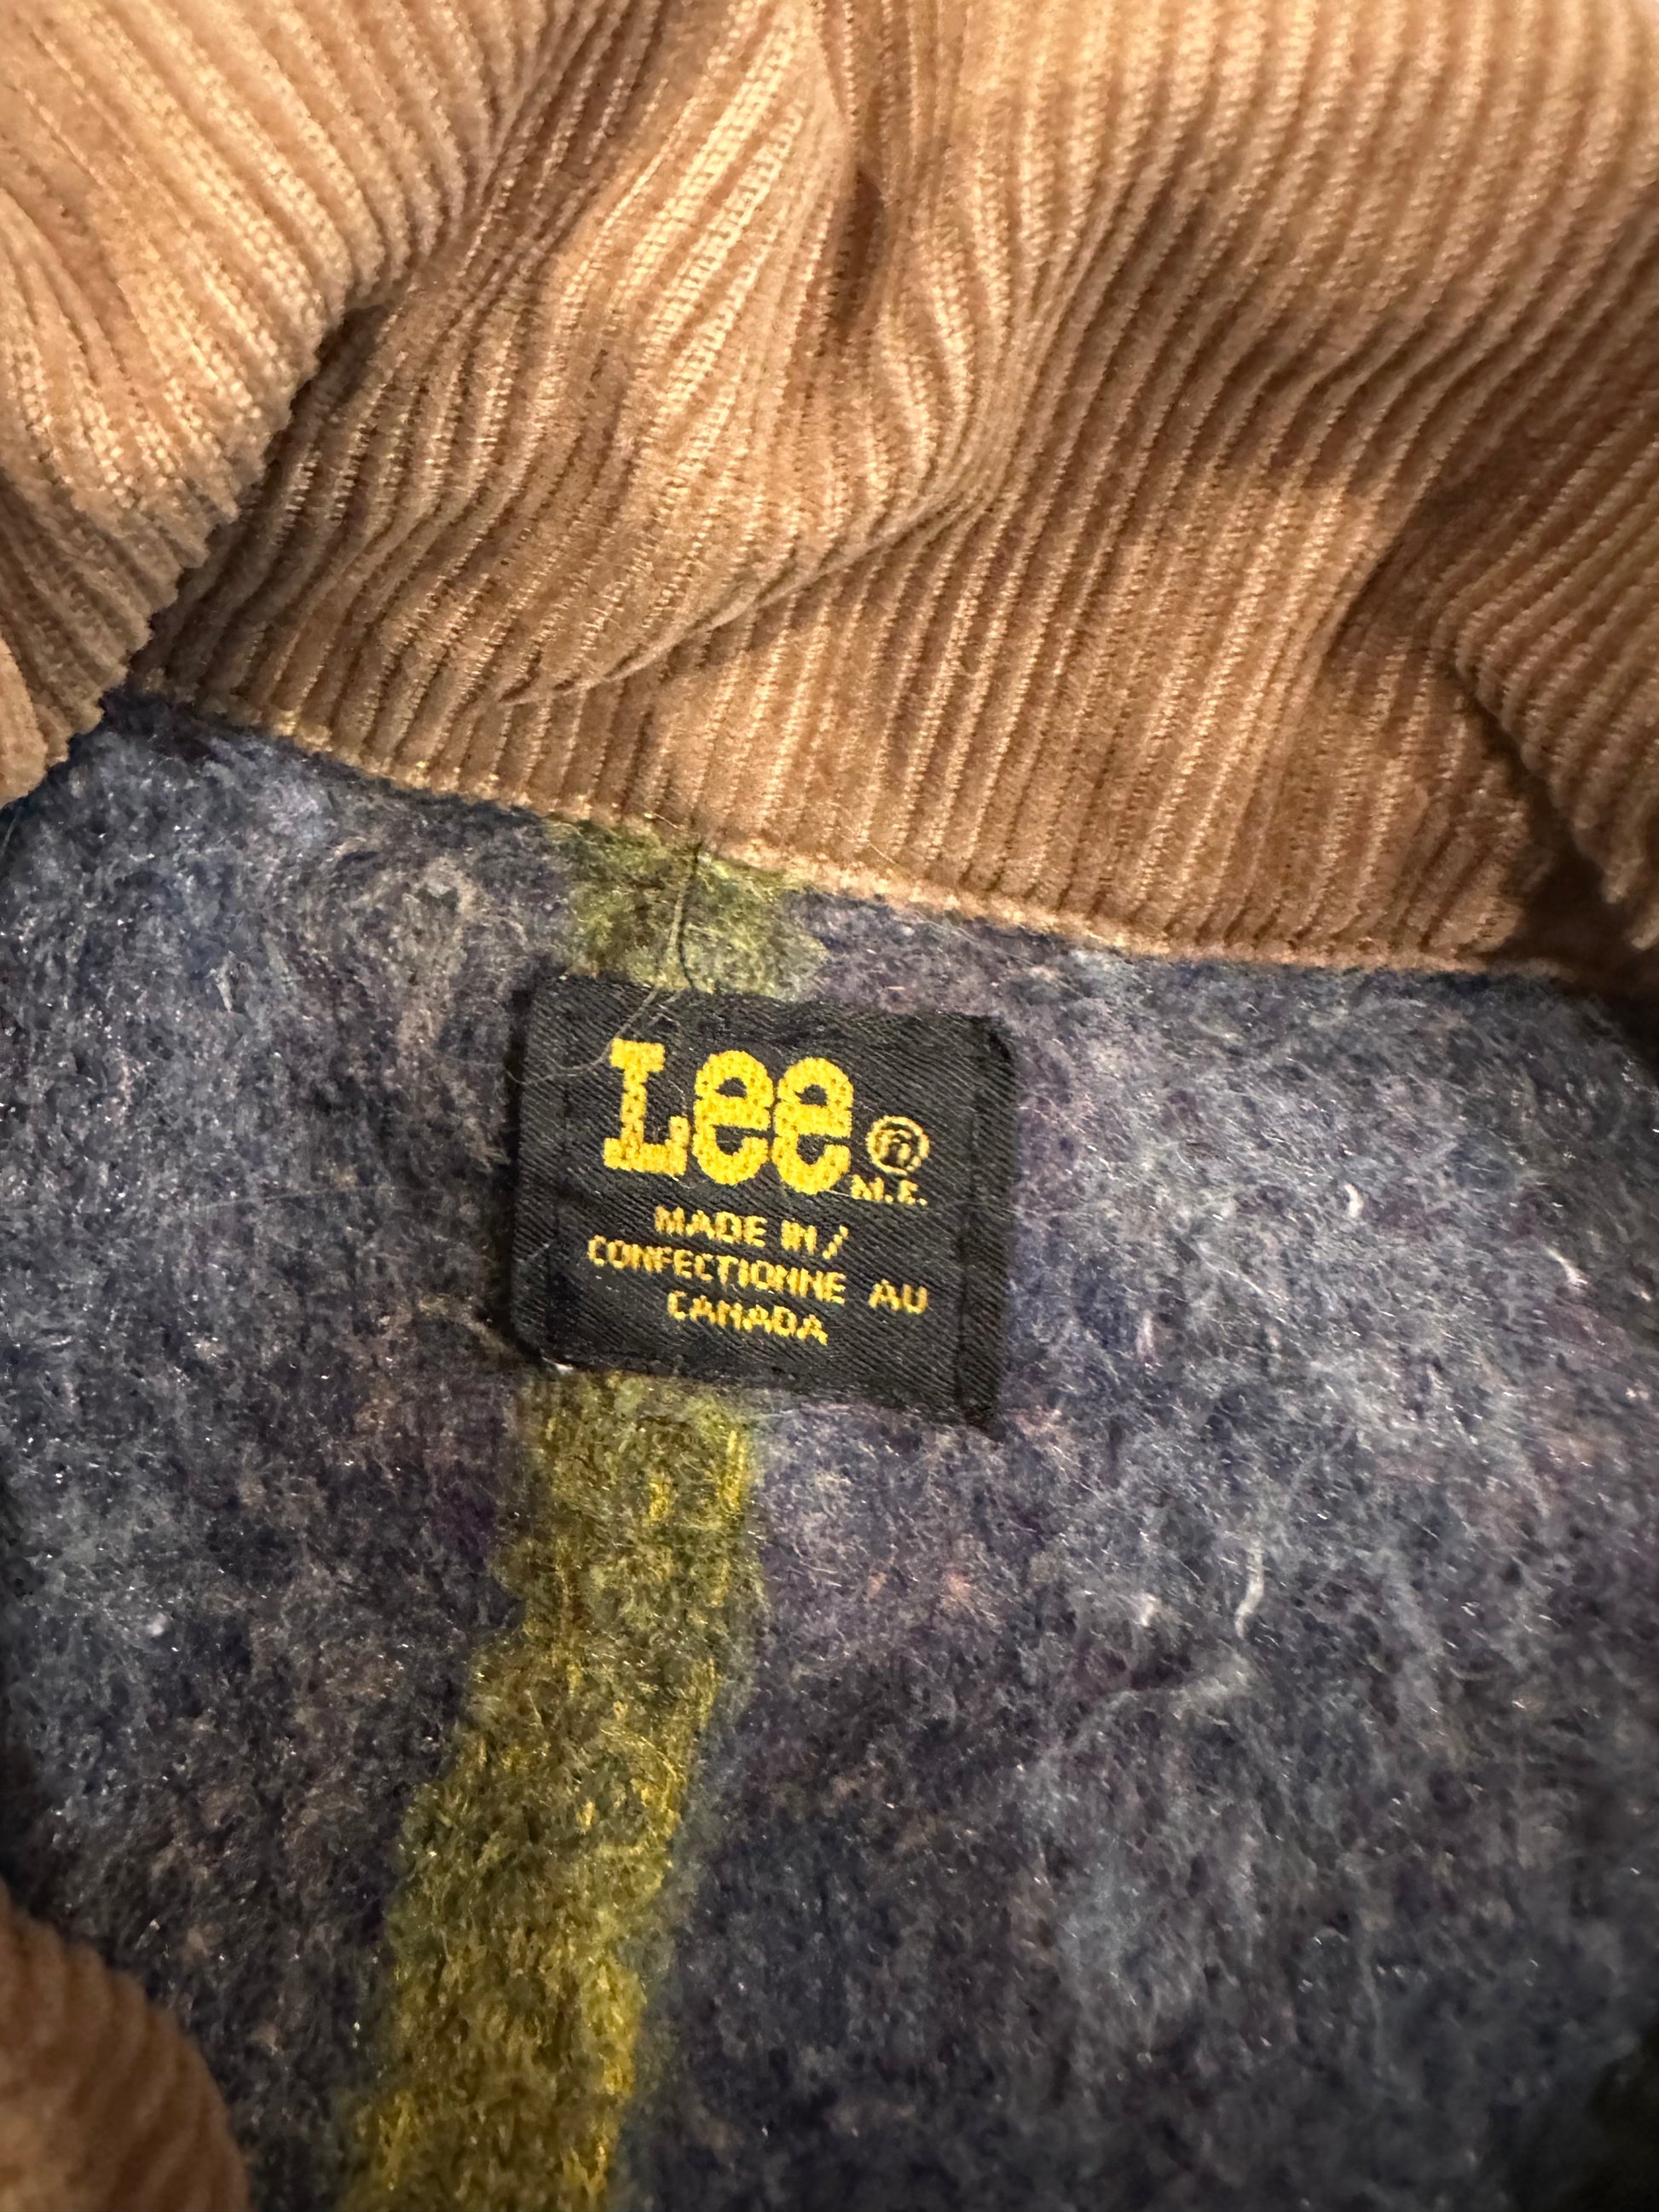 Lee®
M.R.
MADE IN/
CONFECTIONNE AU
CANADA